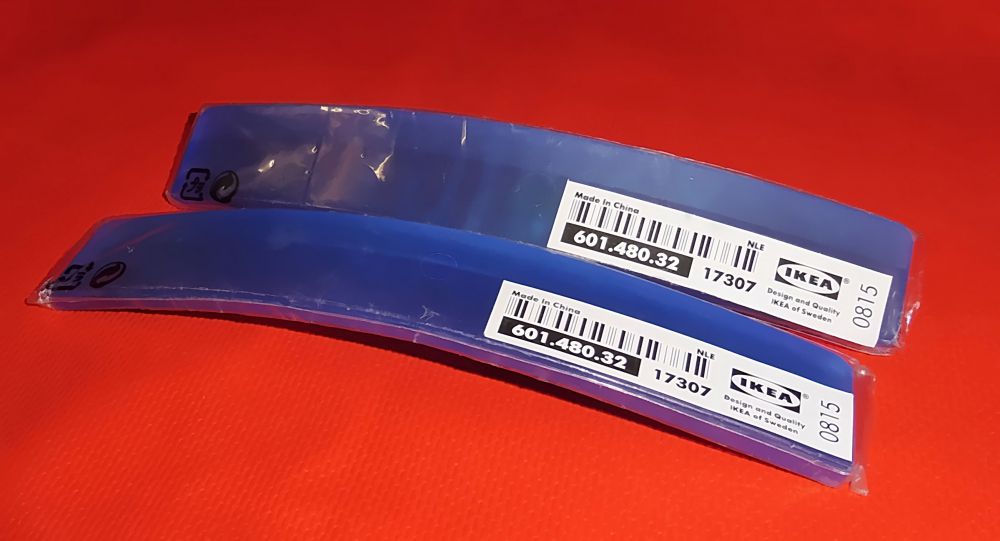 Made in China
NLE
601.480.32
17307
IKEA®
Design and Quality
IKEA of Sweden
0815
Made in China
NLE
601.480.32
17307
IKEA®
Design and Quality
IKEA of Sweden
0815